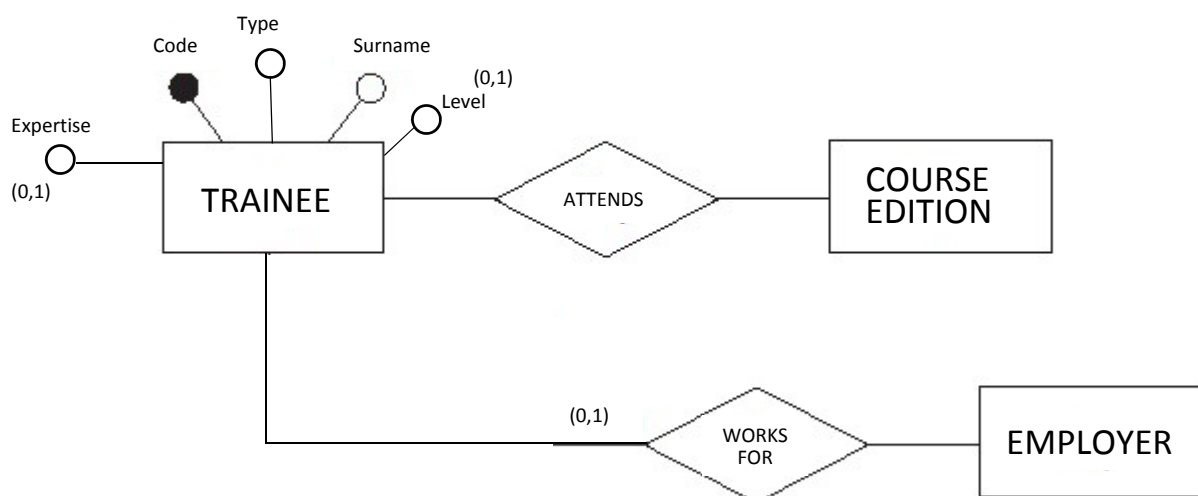 Type
Code
Surname
(0,1)
Level
Expertise
(0,1)
TRAINEE
ATTENDS
COURSE
EDITION
(0,1)
WORKS
FOR
EMPLOYER